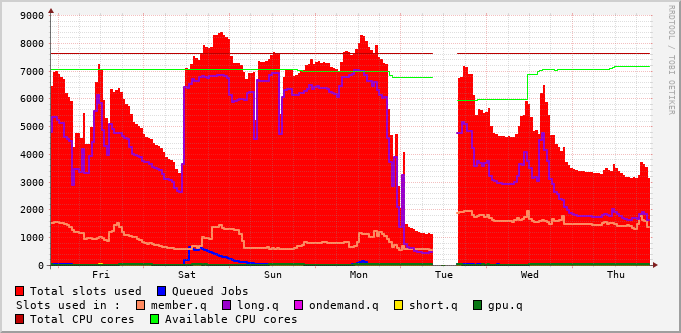 9000
8000
7000
6000
5000
4000
3000
2000
1000
0
Fri Sat Sun Mon Tue Wed Thu
RRDTOOL / TOBI OETIKER
Total slots used Queued Jobs
Slots used in : member.q long.q ondemand.q short.q gpu.q
Total CPU cores Available CPU cores